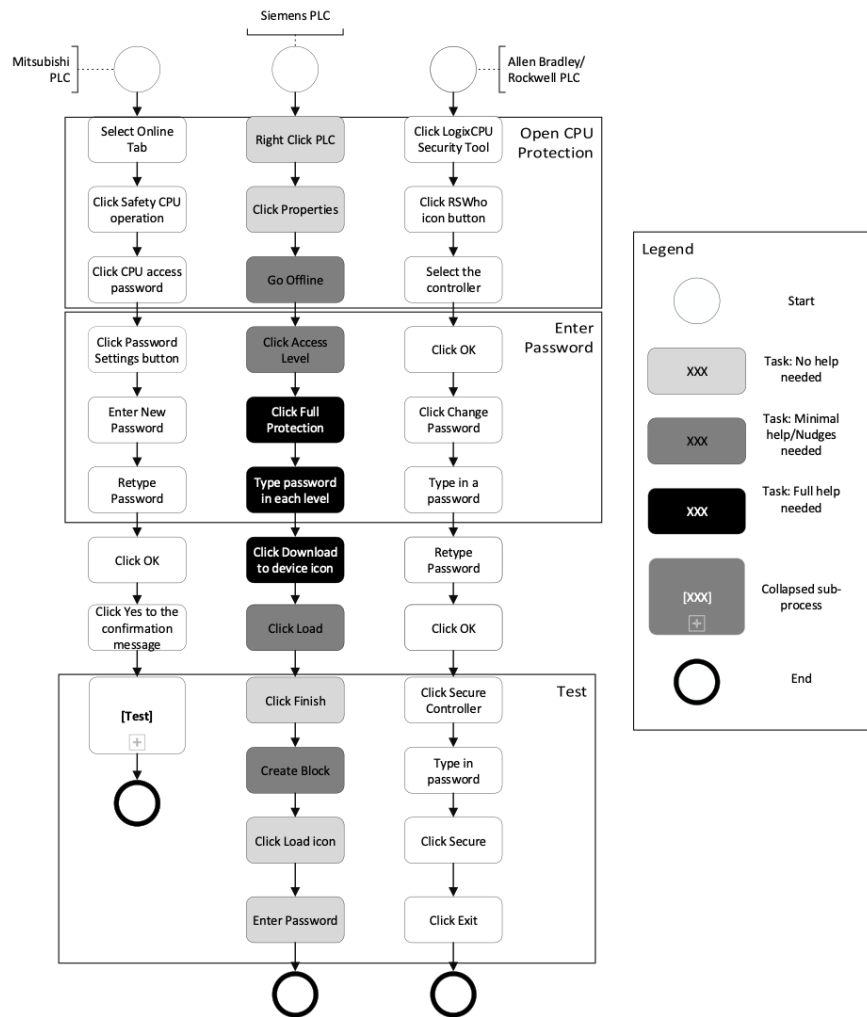 Siemens PLC
Mitsubishi
PLC
Allen Bradley/
Rockwell PLC
Open CPU
Protection
Select Online
Tab
Right Click PLC
Click LogixCPU
Security Tool
Click Safety CPU
operation
Click Properties
Click RSWho
icon button
Click CPU access
password
Go Offline
Select the
controller
Enter
Password
Click Password
Settings button
Click Access
Level
Click OK
Enter New
Password
Click Full
Protection
Click Change
Password
Retype
Password
Type password
in each level
Type in a
password
Click OK
Click Download
to device icon
Retype
Password
Click Yes to the
confirmation
message
Click Load
Click OK
Test
[Test]
Click Finish
Click Secure
Controller
Create Block
Type in
password
Click Load icon
Click Secure
Enter Password
Click Exit
Legend
Start
XXX
Task: No help
needed
XXX
Task: Minimal
help/Nudges
needed
XXX
Task: Full help
needed
[XXX]
Collapsed sub-
process
End